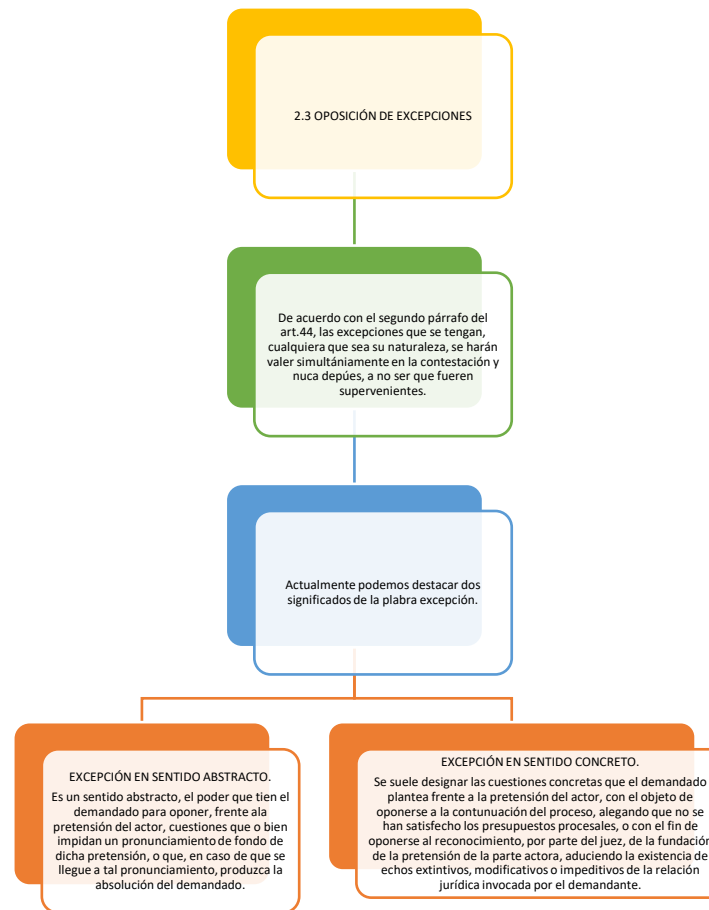 2.3 OPOSICIÓN DE EXCEPCIONES
De acuerdo con el segundo párrafo del
art.44, las excepciones que se tengan,
cualquiera que sea su naturaleza, se harán
valer simultániamente en la contestación y
nuca depúes, a no ser que fueren
supervenientes.
Actualmente podemos destacar dos
significados de la plabra excepción.
EXCEPCIÓN EN SENTIDO ABSTRACTO.
Es un sentido abstracto, el poder que tien el
demandado para oponer, frente ala
pretensión del actor, cuestiones que o bien
impidan un pronunciamiento de fondo de
dicha pretensión, o que, en caso de que se
llegue a tal pronunciamiento, produzca la
absolución del demandado.
EXCEPCIÓN EN SENTIDO CONCRETO.
Se suele designar las cuestiones concretas que el demandado
plantea frente a la pretensión del actor, con el objeto de
oponerse a la contunuación del proceso, alegando que no se
han satisfecho los presupuestos procesales, o con el fin de
oponerse al reconocimiento, por parte del juez, de la fundación
de la pretensión de la parte actora, aduciendo la existencia de
echos extintivos, modificativos o impeditivos de la relación
jurídica invocada por el demandante.